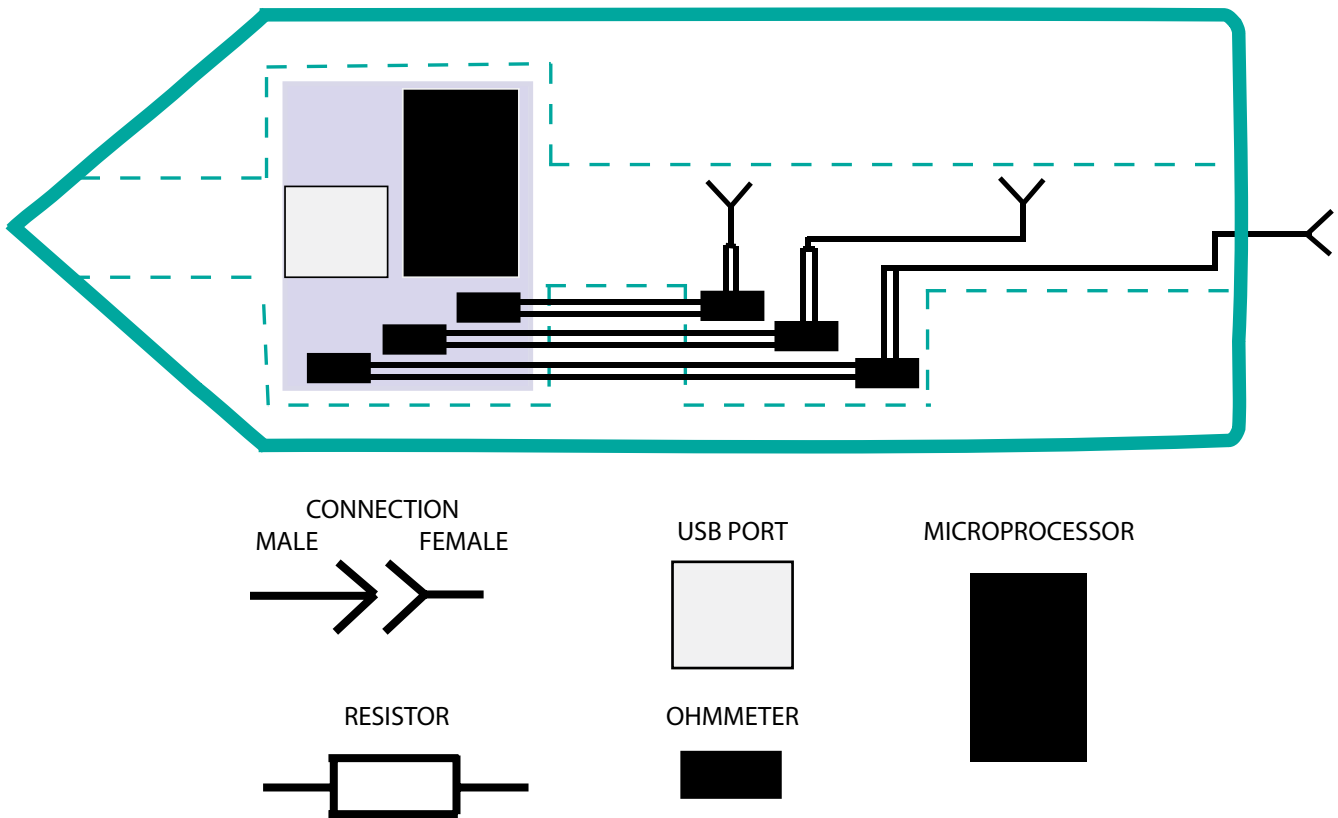 CONNECTION
MALE FEMALE
USB PORT
MICROPROCESSOR
RESISTOR
OHMMETER